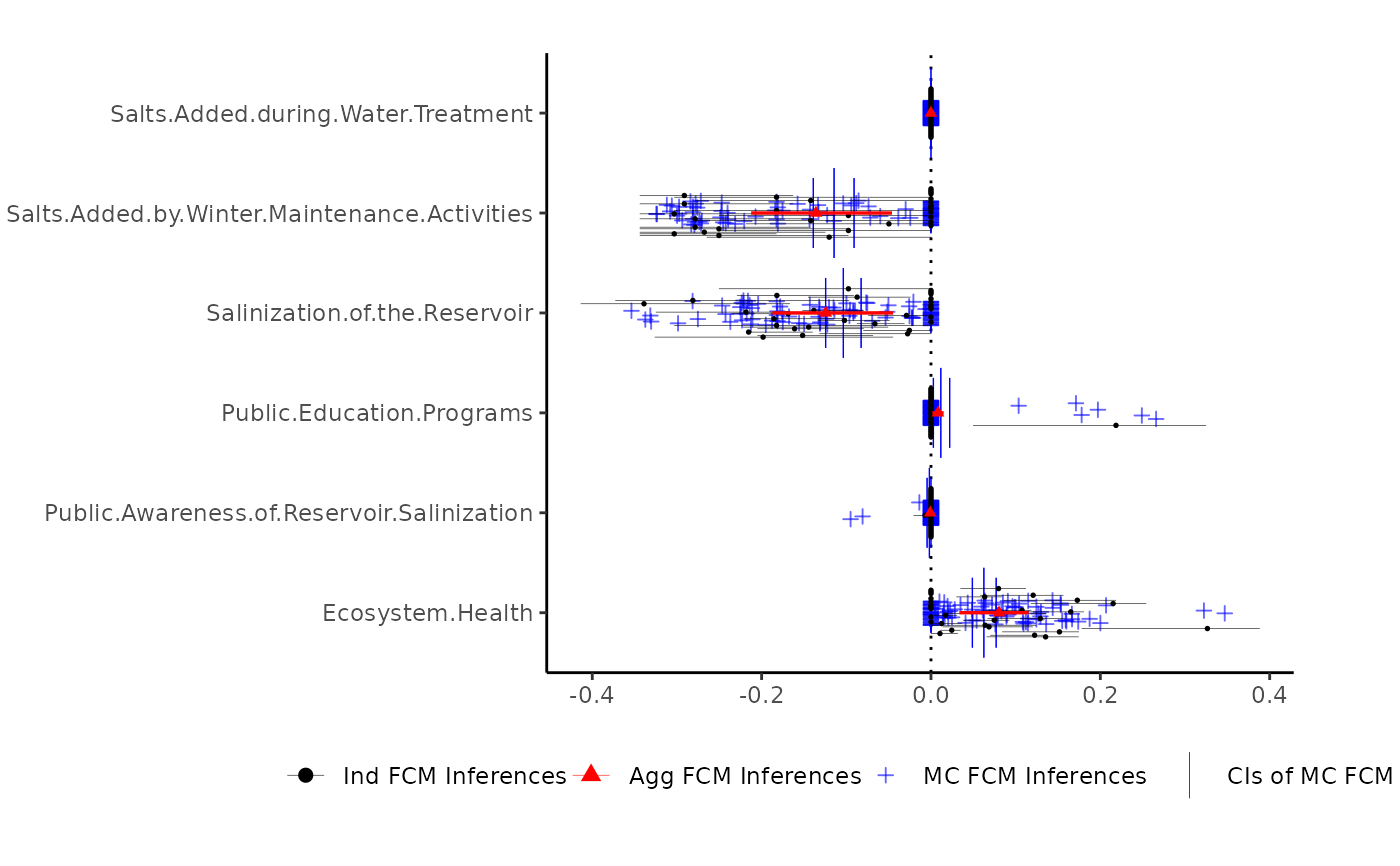 Salts.Added.during.Water.Treatment
Salts.Added.by.Winter.Maintenance.Activities
Salinization.of.the.Reservoir
Public.Education.Programs
Public.Awareness.of.Reservoir.Salinization
Ecosystem.Health
-0.4 -0.2 0.0 0.2 0.4
Ind FCM Inferences Agg FCM Inferences MC FCM Inferences CIs of MC FCM